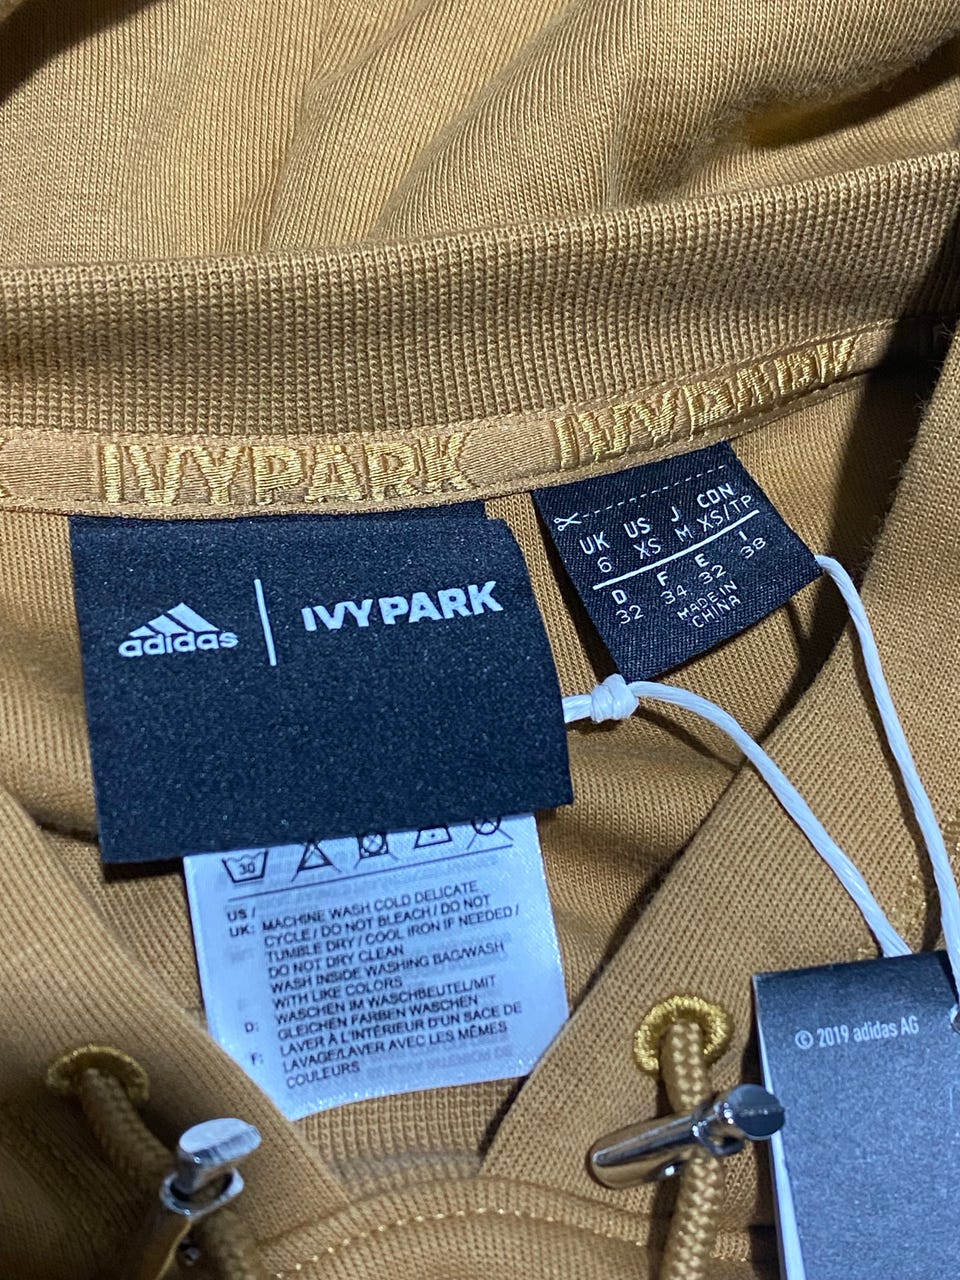 IVYPARK
IVYPARK
adidas
IVY PARK
UK US J CON
6 XS M XS/TP
D F E I
32 34 32 38
MADE IN
CHINA
30
US /
UK: MACHINE WASH COLD DELICATE
CYCLE / DO NOT BLEACH / DO NOT
TUMBLE DRY / COOL IRON IF NEEDED /
DO NOT DRY CLEAN
WASH INSIDE WASHING BAG/WASH
WITH LIKE COLORS
D: WASCHEN IM WASCHBEUTEL/MIT
GLEICHEN FARBEN WASCHEN
F: LAVER À L'INTÉRIEUR D'UN SACE DE
LAVAGE/LAVER AVEC LES MÊMES
COULEURS
© 2019 adidas AG